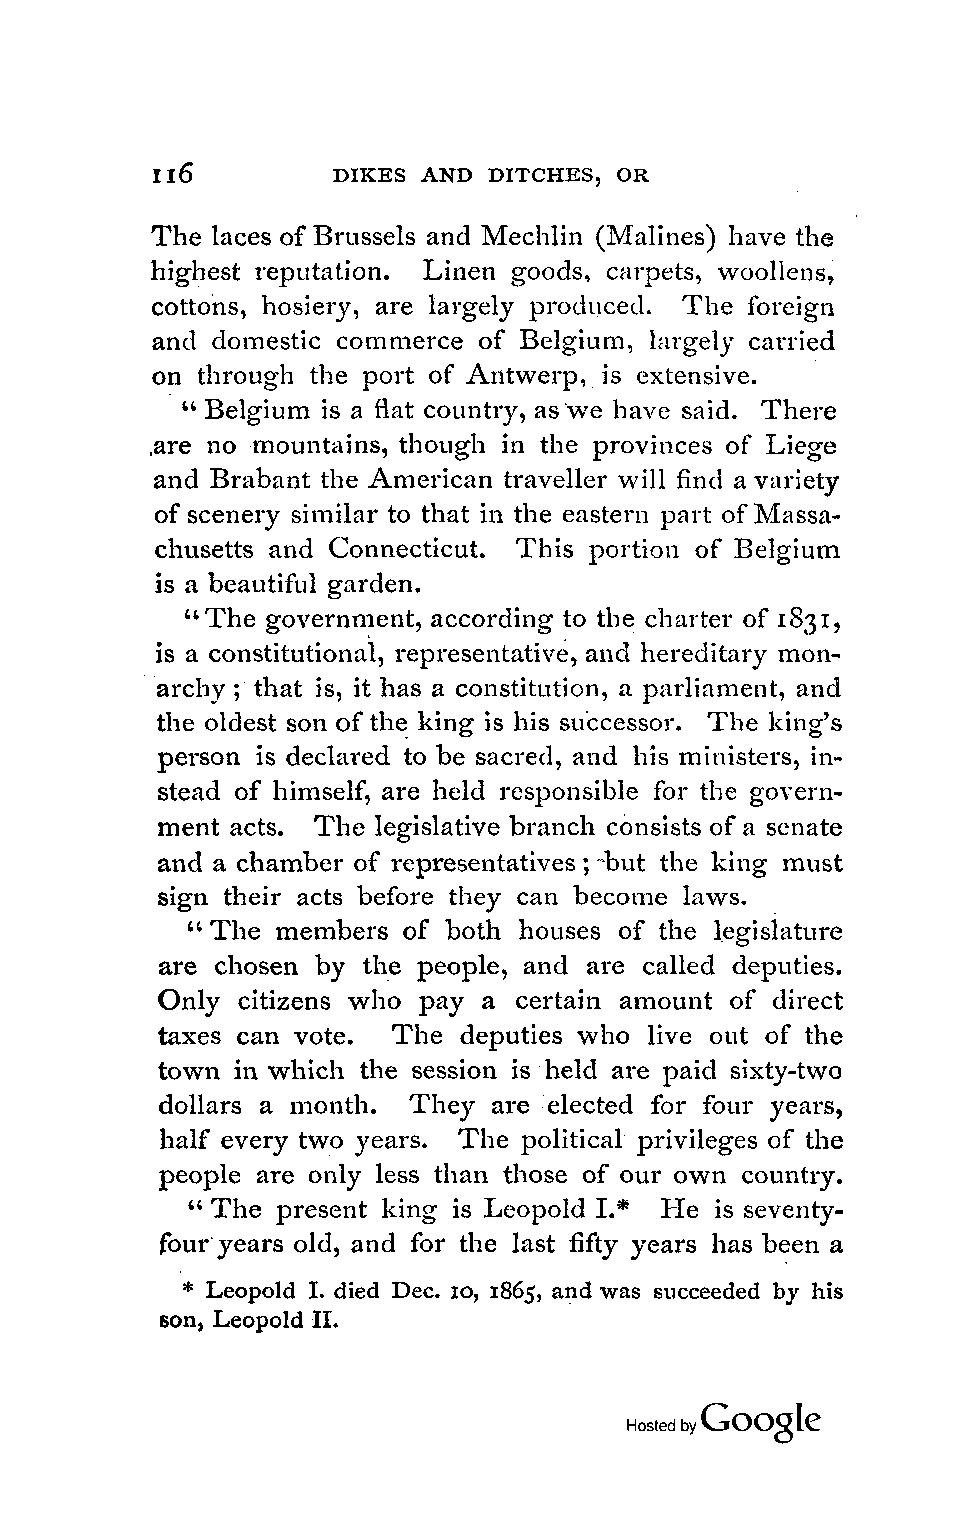 116 DIKES AND DITCHES, OR
The laces of Brussels and Mechlin (Malines) have the
highest reputation. Linen goods, carpets, woollens,
cottons, hosiery, are largely produced. The foreign
and domestic commerce of Belgium, largely carried
on through the port of Antwerp, is extensive.
“Belgium is a flat country, as we have said. There
are no mountains, though in the provinces of Liege
and Brabant the American traveller will find a variety
of scenery similar to that in the eastern part of Massa-
chusetts and Connecticut. This portion of Belgium
is a beautiful garden.
“The government, according to the charter of 1831,
is a constitutional, representative, and hereditary mon-
archy; that is, it has a constitution, a parliament, and
the oldest son of the king is his successor. The king's
person is declared to be sacred, and his ministers, in-
stead of himself, are held responsible for the govern-
ment acts. The legislative branch consists of a senate
and a chamber of representatives; but the king must
sign their acts before they can become laws.
“The members of both houses of the legislature
are chosen by the people, and are called deputies.
Only citizens who pay a certain amount of direct
taxes can vote. The deputies who live out of the
town in which the session is held are paid sixty-two
dollars a month. They are elected for four years,
half every two years. The political privileges of the
people are only less than those of our own country.
“The present king is Leopold I.* He is seventy-
four years old, and for the last fifty years has been a
* Leopold I. died Dec. 10, 1865, and was succeeded by his
son, Leopold II.
Hosted by Google